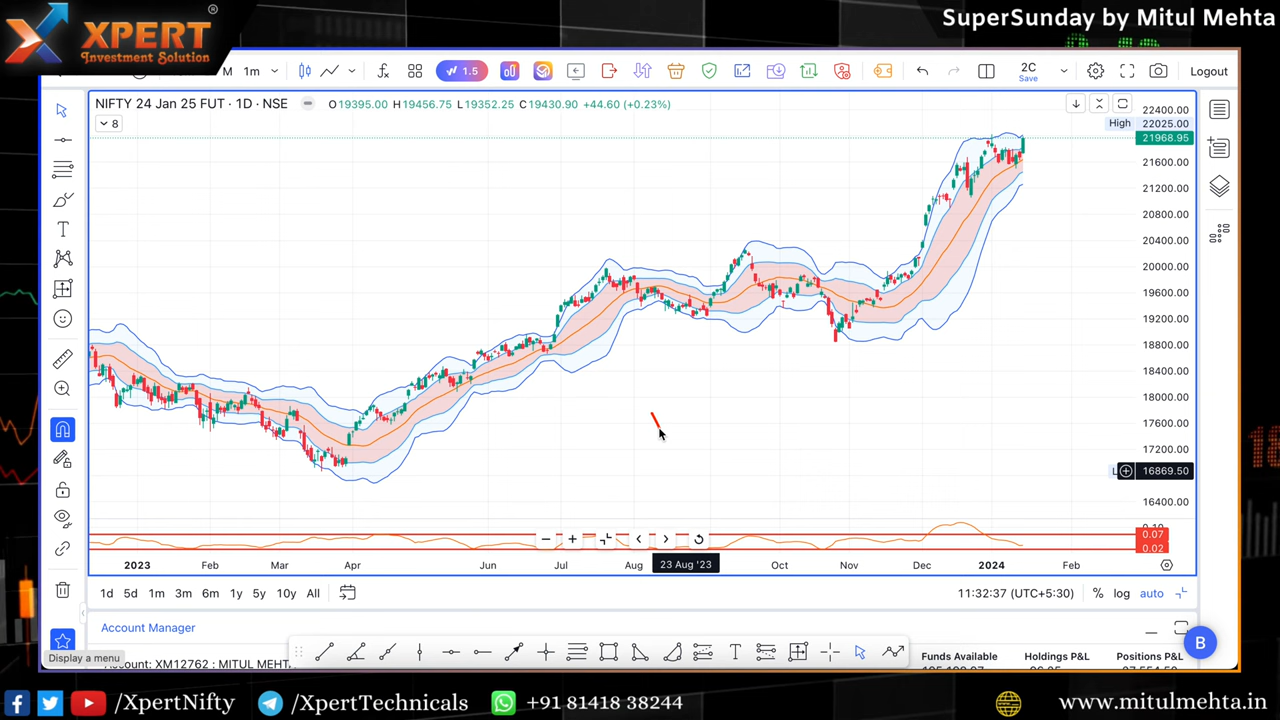 XPERT
Investment Solution
®
SuperSunday by Mitul Mehta
M 1m
1.5
2C
Save
Logout
NIFTY 24 Jan 25 FUT · 1D · NSE
O19395.00 H19456.75 L19352.25 C19430.90 +44.60 (+0.23%)
8
22400.00
High 22025.00
21968.95
21600.00
21200.00
20800.00
20400.00
20000.00
19600.00
19200.00
18800.00
18400.00
18000.00
17600.00
17200.00
16869.50
16400.00
0.07
0.02
2023 Feb Mar Apr Jun Jul Aug 23 Aug '23 Oct Nov Dec 2024 Feb
1d 5d 1m 3m 6m 1y 5y 10y All
11:32:37 (UTC+5:30) % log auto
Account Manager
B
Display a menu
Account: XM12762 : MITUL MEHT
Funds Available Holdings P&L Positions P&L
/XpertNifty /XpertTechnicals +91 81418 38244 www.mitulmehta.in